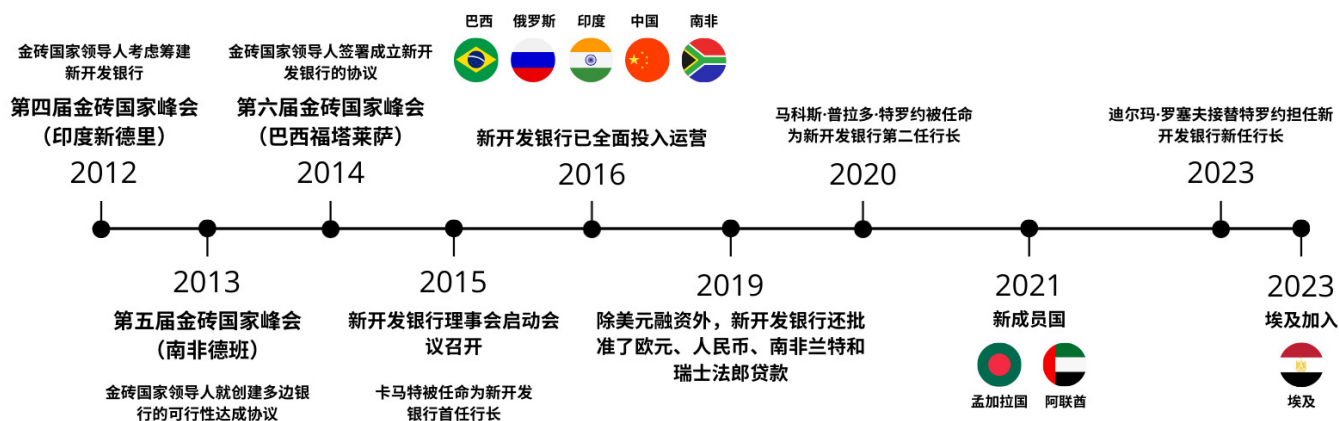 金砖国家领导人考虑筹建
新开发银行
第四届金砖国家峰会
（印度新德里）
2012
第五届金砖国家峰会
（南非德班）
2013
金砖国家领导人就创建多边银
行的可行性达成协议
金砖国家领导人签署成立新开
发银行的协议
第六届金砖国家峰会
（巴西福塔莱萨）
2014
2015
新开发银行理事会启动会
议召开
卡马特被任命为新开发
银行首任行长
巴西 俄罗斯 印度 中国 南非
新开发银行已全面投入运营
2016
2019
除美元融资外，新开发银行还批
准了欧元、人民币、南非兰特和
瑞士法郎贷款
马科斯·普拉多·特罗约被任命
为新开发银行第二任行长
2020
2021
新成员国
孟加拉国 阿联酋
迪尔玛·罗塞夫接替特罗约担任新
开发银行新任行长
2023
2023
埃及加入
埃及